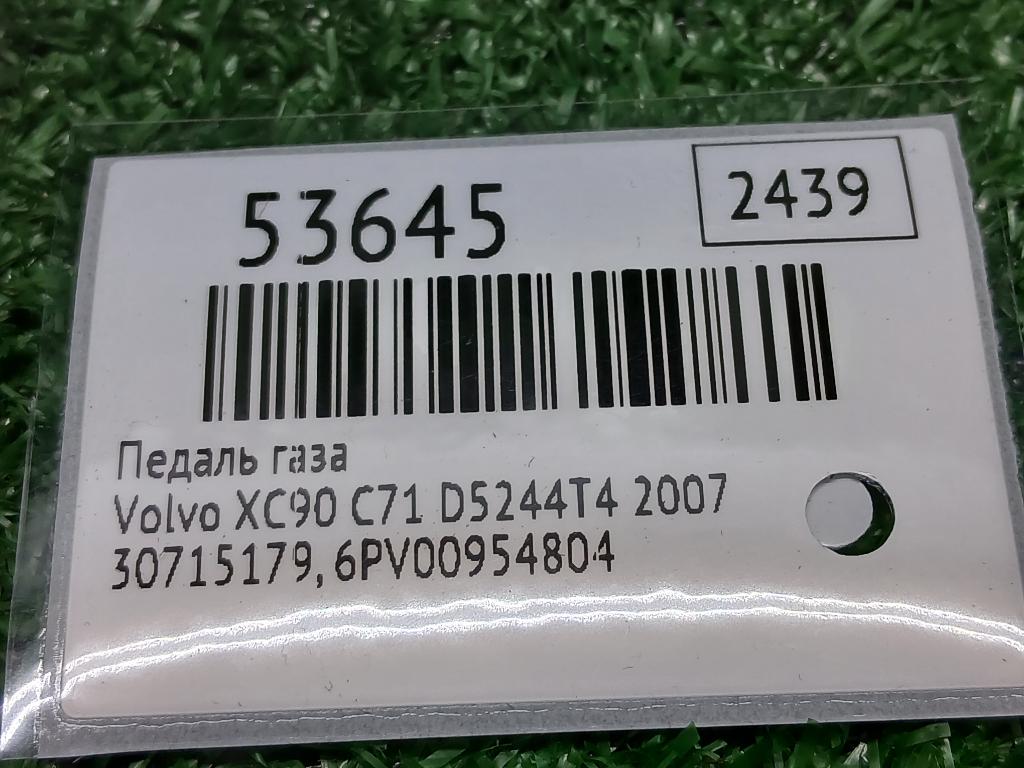 53645
2439
Педаль газа
Volvo XC90 C71 D5244T4 2007
30715179, 6PV00954804